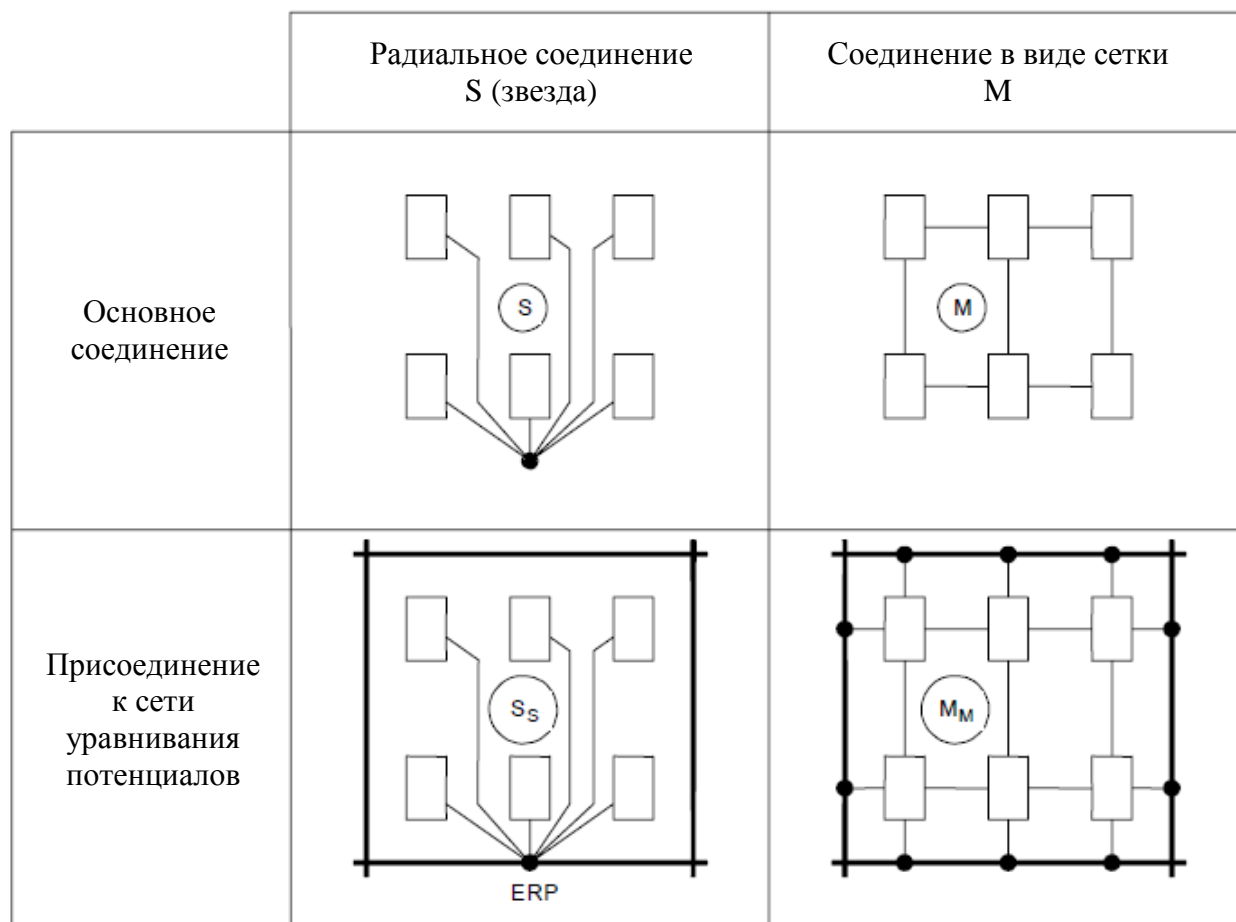 Радиальное соединение
S (звезда)
Соединение в виде сетки
М
Основное
соединение
S
M
Присоединение
к сети
уравнивания
потенциалов
SS
MM
ERP